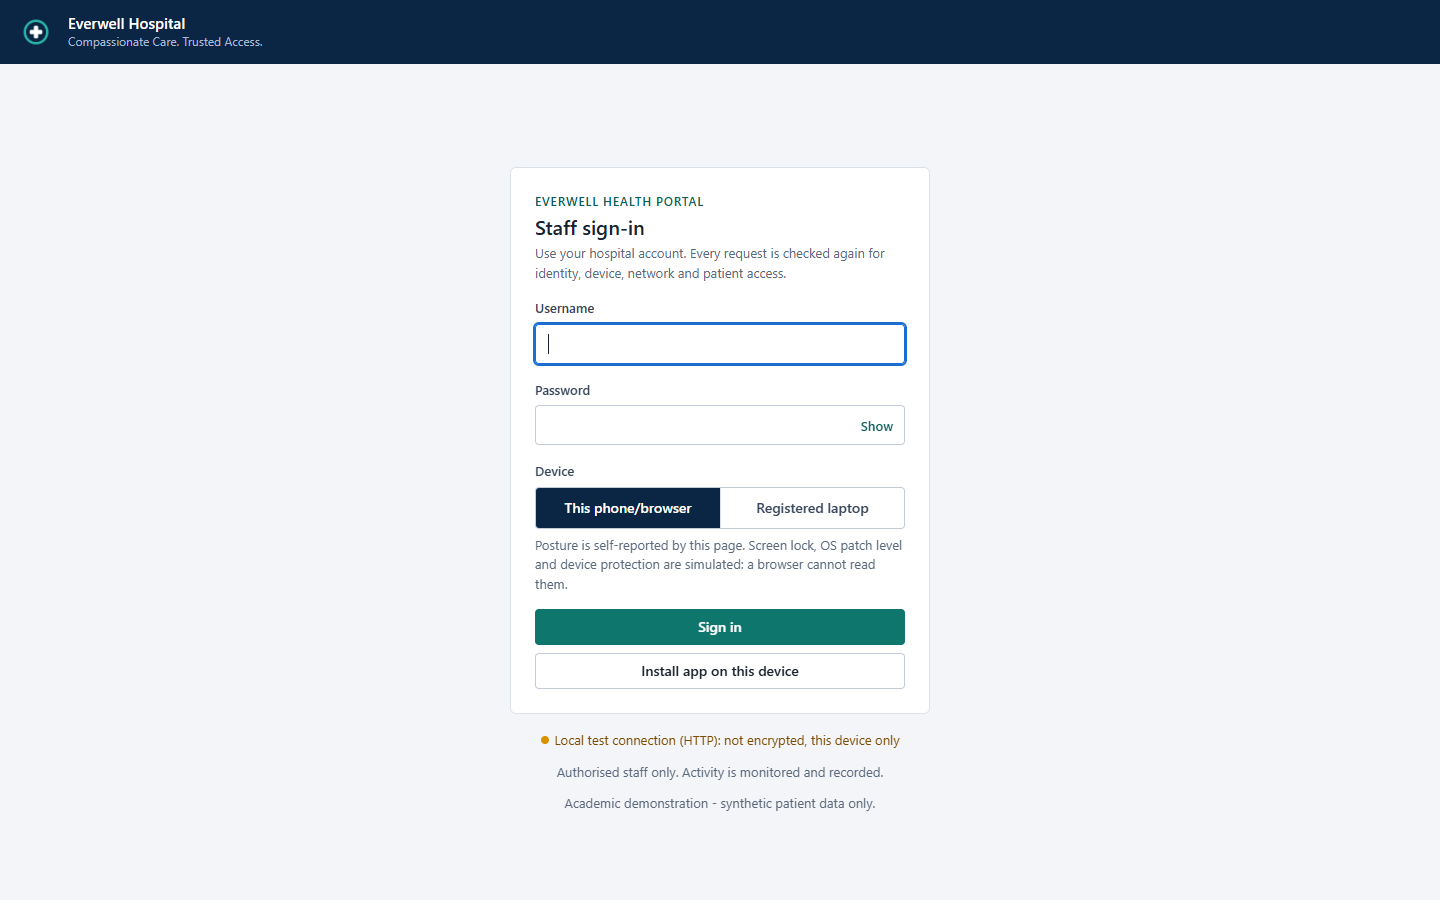 Everwell Hospital
Compassionate Care. Trusted Access.
EVERWELL HEALTH PORTAL
Staff sign-in
Use your hospital account. Every request is checked again for
identity, device, network and patient access.
Username
Password
Show
Device
This phone/browser
Registered laptop
Posture is self-reported by this page. Screen lock, OS patch level
and device protection are simulated: a browser cannot read
them.
Sign in
Install app on this device
Local test connection (HTTP): not encrypted, this device only
Authorised staff only. Activity is monitored and recorded.
Academic demonstration - synthetic patient data only.